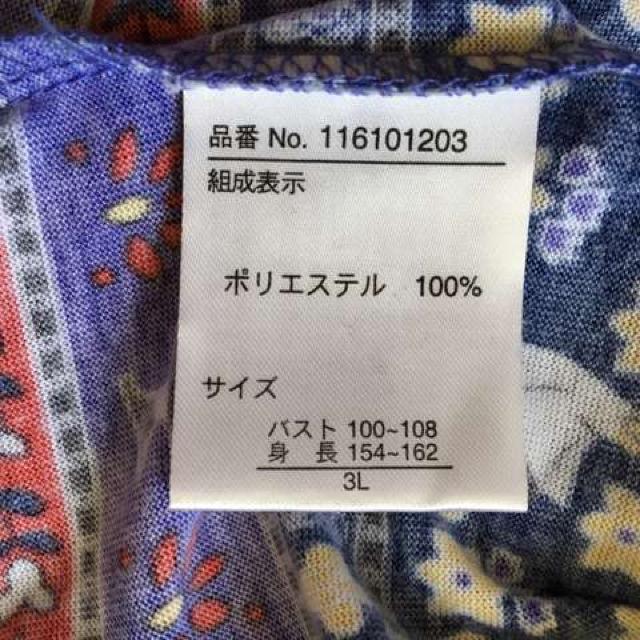 品番 No. 116101203
組成表示
ポリエステル 100%
サイズ
バスト 100~108
身 長 154~162
3L